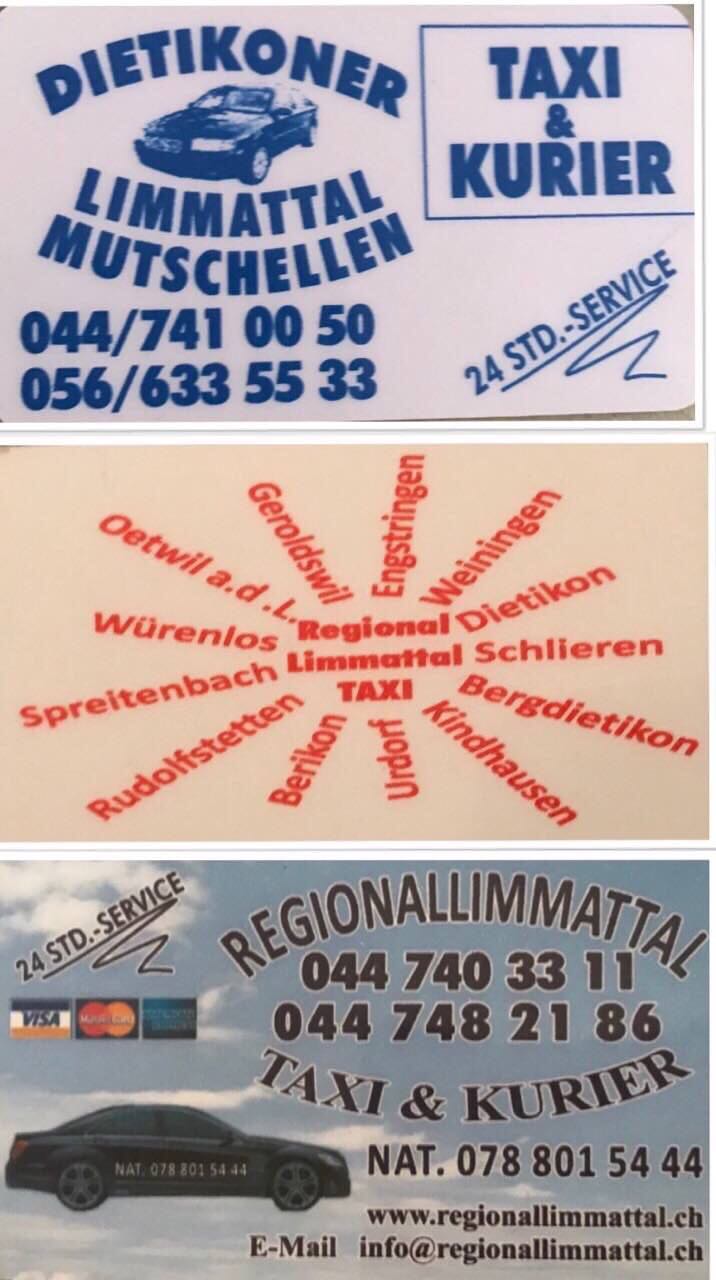 DIETIKONER
LIMMATTAL
MUTSCHELLEN
TAXI
&
KURIER
044/741 00 50
056/633 55 33
24 STD.-SERVICE
Engstringen
Geroldswil
Weiningen
Oetwil a.d.L.
Dietikon
Würenlos
Regional
Limmattal
TAXI
Schlieren
Spreitenbach
Bergdietikon
Rudolfstetten
Berikon
Urdorf
Kindhausen
24 STD.-SERVICE
REGIONALLIMMATTAL
044 740 33 11
044 748 21 86
VISA MasterCard
TAXI & KURIER
NAT. 078 801 54 44
NAT. 078 801 54 44
www.regionallimmattal.ch
E-Mail info@regionallimmattal.ch